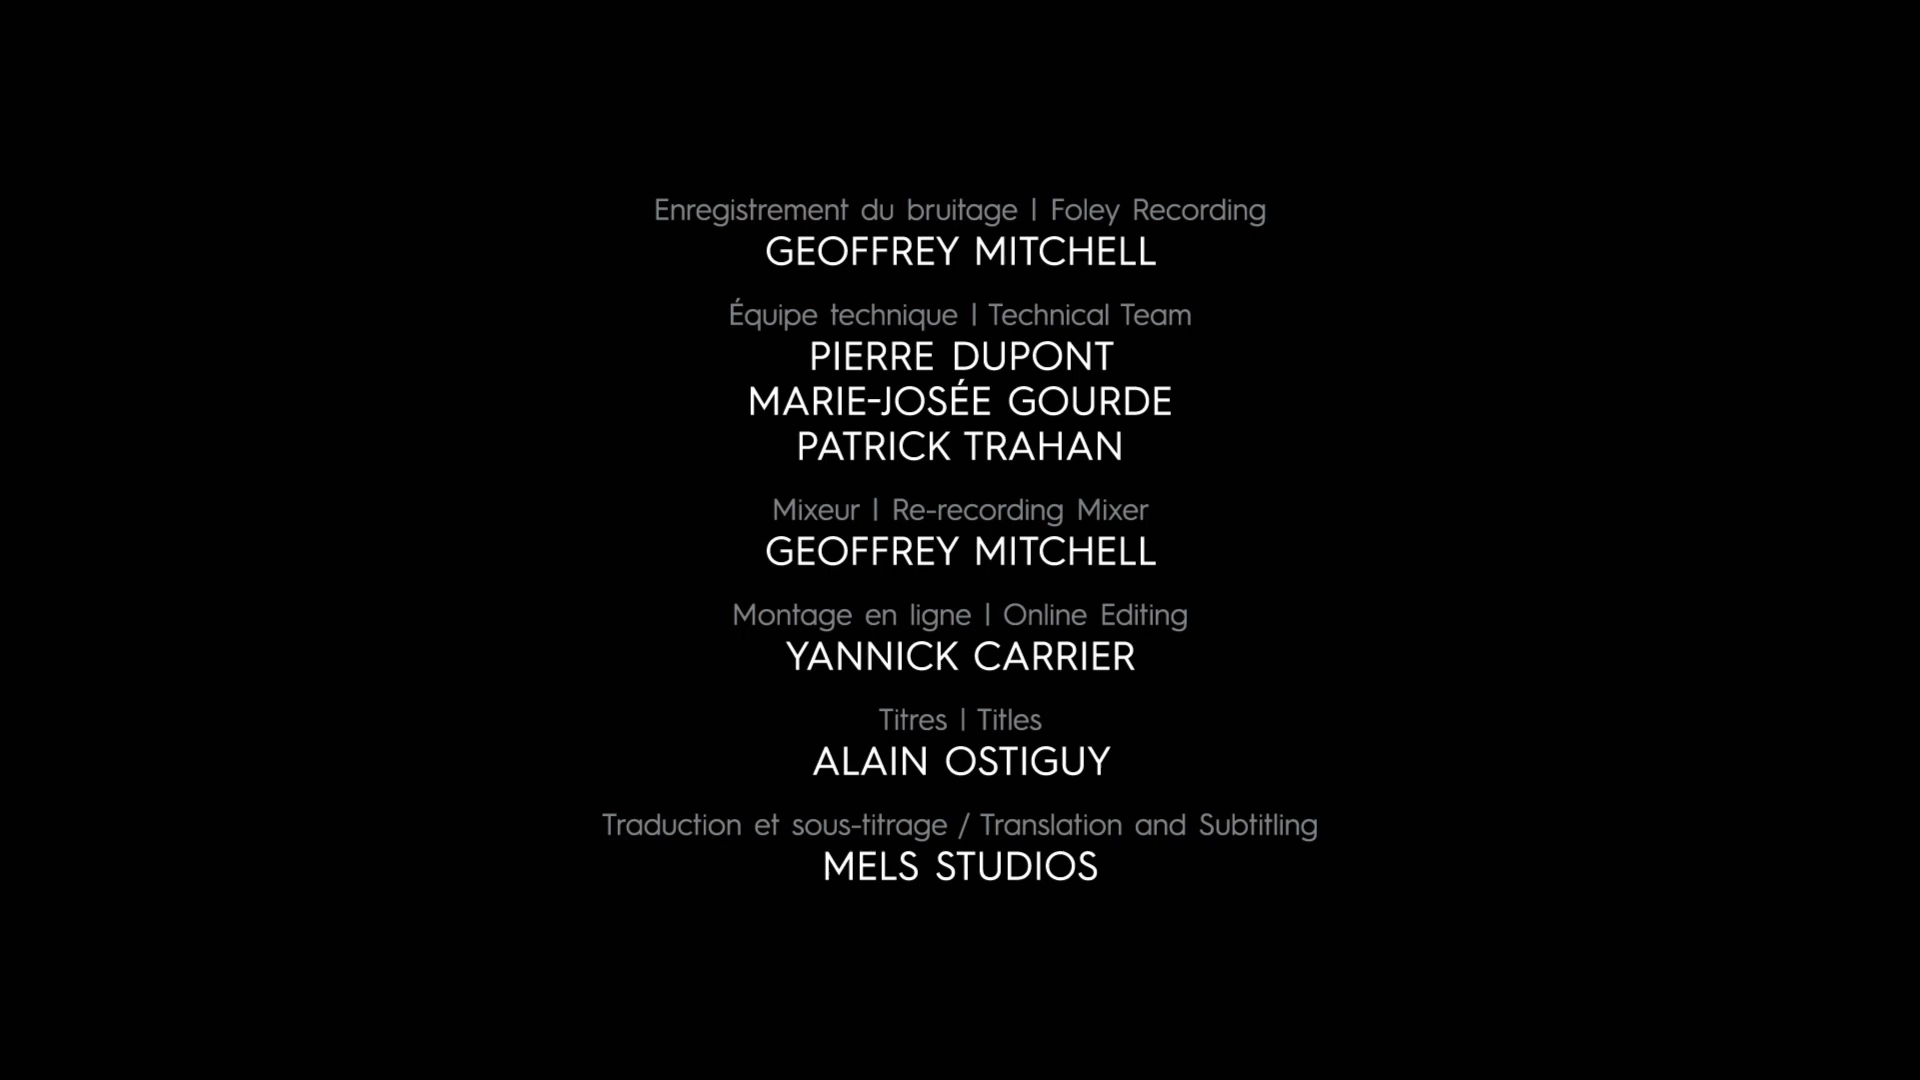 Enregistrement du bruitage | Foley Recording
GEOFFREY MITCHELL
Équipe technique | Technical Team
PIERRE DUPONT
MARIE-JOSÉE GOURDE
PATRICK TRAHAN
Mixeur | Re-recording Mixer
GEOFFREY MITCHELL
Montage en ligne | Online Editing
YANNICK CARRIER
Titres | Titles
ALAIN OSTIGUY
Traduction et sous-titrage / Translation and Subtitling
MELS STUDIOS